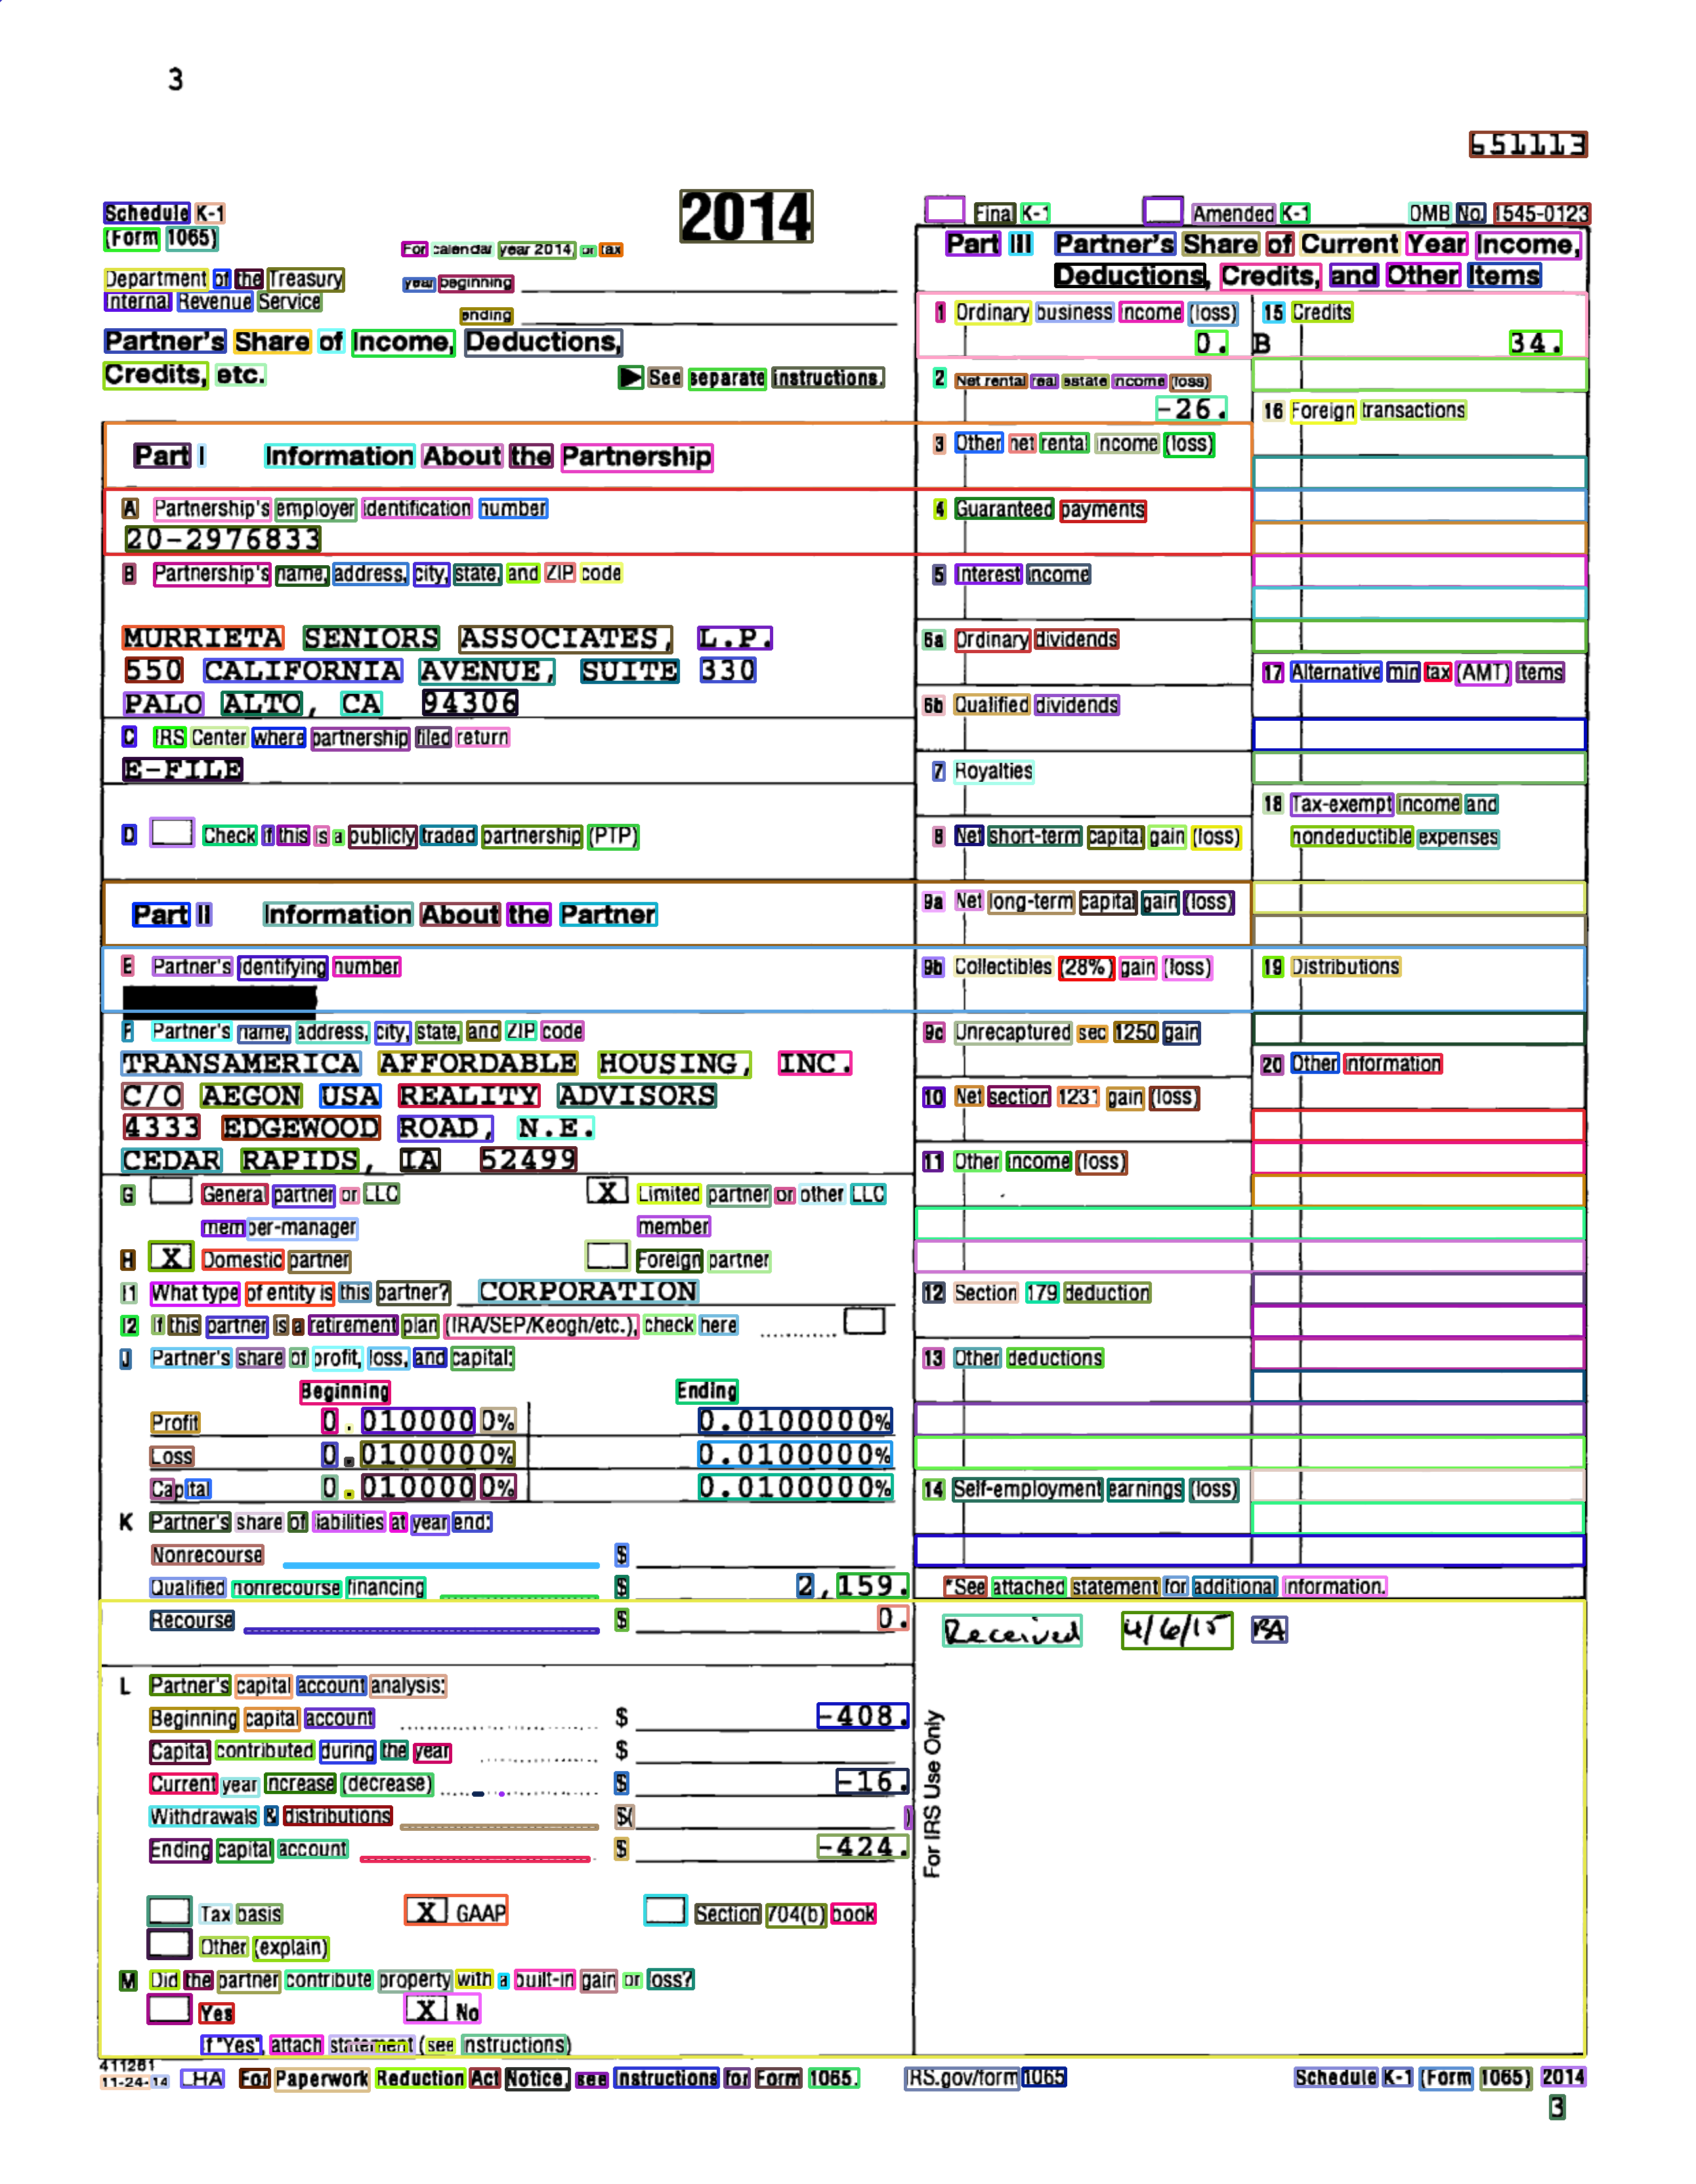 3
651113
Schedule K-1
(Form 1065)
2014
For calendar year 2014, or tax
Department of the Treasury
Internal Revenue Service
year beginning
ending
Partner's Share of Income, Deductions,
Credits, etc.
► See separate instructions.
Part I Information About the Partnership
A Partnership's employer identification number
20-2976833
B Partnership's name, address, city, state, and ZIP code
MURRIETA SENIORS ASSOCIATES, L.P.
550 CALIFORNIA AVENUE, SUITE 330
PALO ALTO, CA 94306
C IRS Center where partnership filed return
E-FILE
D Check if this is a publicly traded partnership (PTP)
Part II Information About the Partner
E Partner's identifying number
F Partner's name, address, city, state, and ZIP code
TRANSAMERICA AFFORDABLE HOUSING, INC.
C/O AEGON USA REALITY ADVISORS
4333 EDGEWOOD ROAD, N.E.
CEDAR RAPIDS, IA 52499
G General partner or LLC member-manager
X Limited partner or other LLC member
H X Domestic partner
Foreign partner
I1 What type of entity is this partner? CORPORATION
I2 If this partner is a retirement plan (IRA/SEP/Keogh/etc.), check here
J Partner's share of profit, loss, and capital:
Beginning Ending
Profit 0.0100000% 0.0100000%
Loss 0.0100000% 0.0100000%
Capital 0.0100000% 0.0100000%
K Partner's share of liabilities at year end:
Nonrecourse $
Qualified nonrecourse financing $ 2,159.
Recourse $ 0.
L Partner's capital account analysis:
Beginning capital account $ -408.
Capital contributed during the year $
Current year increase (decrease) $ -16.
Withdrawals & distributions $( )
Ending capital account $ -424.
Tax basis X GAAP Section 704(b) book
Other (explain)
M Did the partner contribute property with a built-in gain or loss?
Yes X No
If "Yes", attach statement (see instructions)
Final K-1 Amended K-1 OMB No. 1545-0123
Part III Partner's Share of Current Year Income,
Deductions, Credits, and Other Items
1 Ordinary business income (loss)
0.
2 Net rental real estate income (loss)
-26.
3 Other net rental income (loss)
4 Guaranteed payments
5 Interest income
6a Ordinary dividends
6b Qualified dividends
7 Royalties
8 Net short-term capital gain (loss)
9a Net long-term capital gain (loss)
9b Collectibles (28%) gain (loss)
9c Unrecaptured sec 1250 gain
10 Net section 1231 gain (loss)
11 Other income (loss)
12 Section 179 deduction
13 Other deductions
14 Self-employment earnings (loss)
15 Credits
B 34.
16 Foreign transactions
17 Alternative min tax (AMT) items
18 Tax-exempt income and
nondeductible expenses
19 Distributions
20 Other information
*See attached statement for additional information.
Received 4/6/15 BA
For IRS Use Only
411261
11-24-14 LHA For Paperwork Reduction Act Notice, see Instructions for Form 1065. IRS.gov/form1065 Schedule K-1 (Form 1065) 2014
3